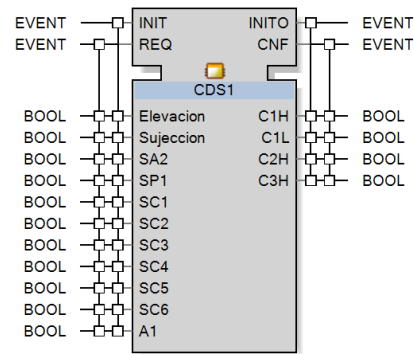 EVENT INIT INITO EVENT
EVENT REQ CNF EVENT
CDS1
BOOL Elevacion C1H BOOL
BOOL Sujeccion C1L BOOL
BOOL SA2 C2H BOOL
BOOL SP1 C3H BOOL
BOOL SC1
BOOL SC2
BOOL SC3
BOOL SC4
BOOL SC5
BOOL SC6
BOOL A1